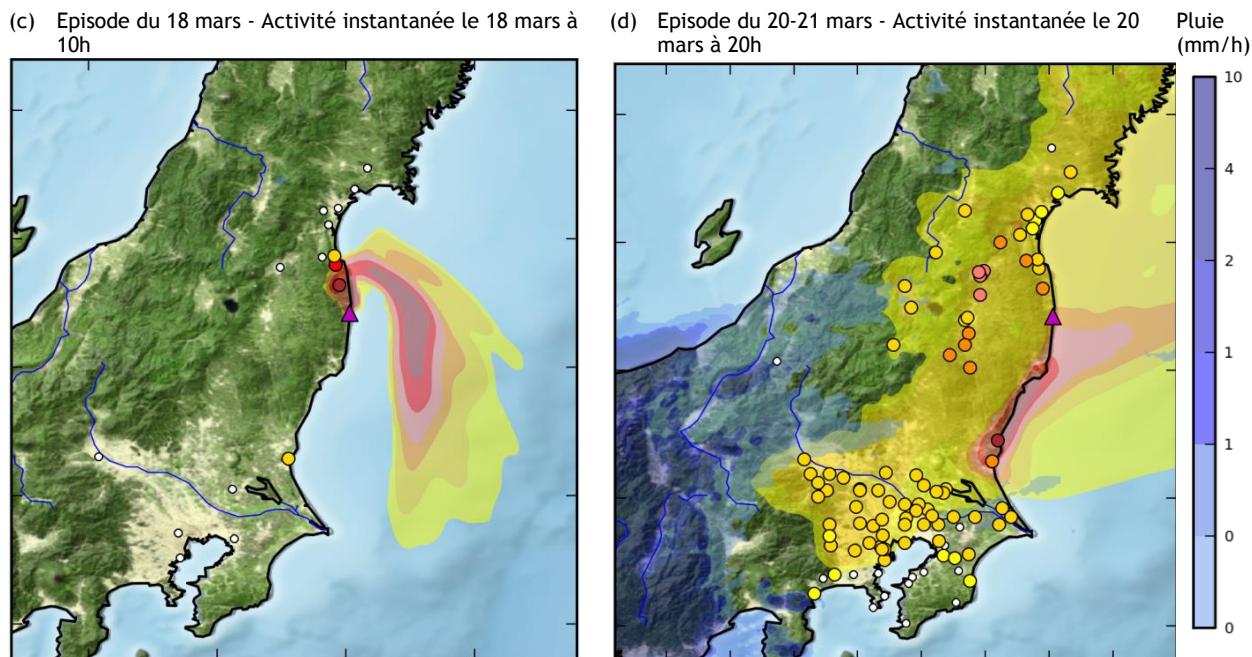 (c) Episode du 18 mars - Activité instantanée le 18 mars à
10h
(d) Episode du 20-21 mars - Activité instantanée le 20
mars à 20h
Pluie
(mm/h)
10
4
2
1
1
0
0